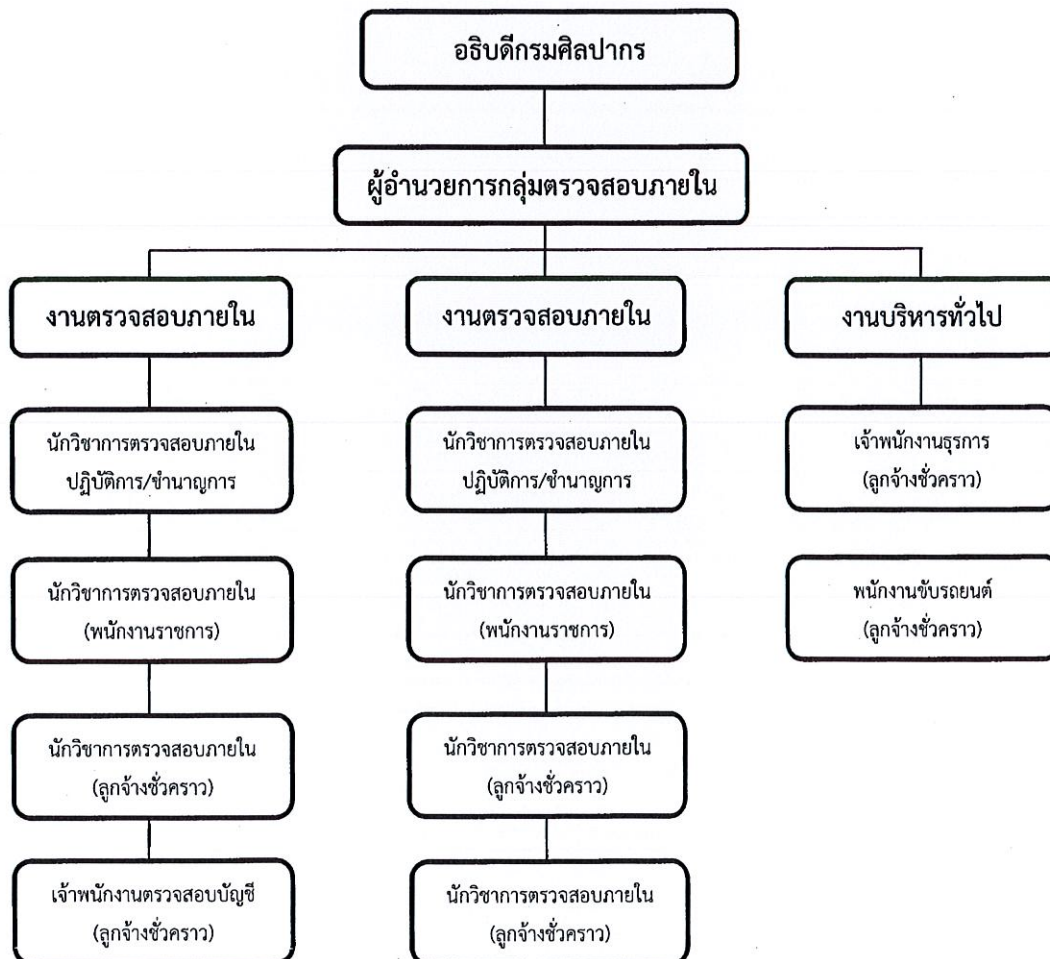 อธิบดีกรมศิลปากร
ผู้อำนวยการกลุ่มตรวจสอบภายใน
งานตรวจสอบภายใน
งานตรวจสอบภายใน
งานบริหารทั่วไป
นักวิชาการตรวจสอบภายใน
ปฏิบัติการ/ชำนาญการ
นักวิชาการตรวจสอบภายใน
ปฏิบัติการ/ชำนาญการ
เจ้าพนักงานธุรการ
(ลูกจ้างชั่วคราว)
นักวิชาการตรวจสอบภายใน
(พนักงานราชการ)
นักวิชาการตรวจสอบภายใน
(พนักงานราชการ)
พนักงานขับรถยนต์
(ลูกจ้างชั่วคราว)
นักวิชาการตรวจสอบภายใน
(ลูกจ้างชั่วคราว)
นักวิชาการตรวจสอบภายใน
(ลูกจ้างชั่วคราว)
เจ้าพนักงานตรวจสอบบัญชี
(ลูกจ้างชั่วคราว)
นักวิชาการตรวจสอบภายใน
(ลูกจ้างชั่วคราว)